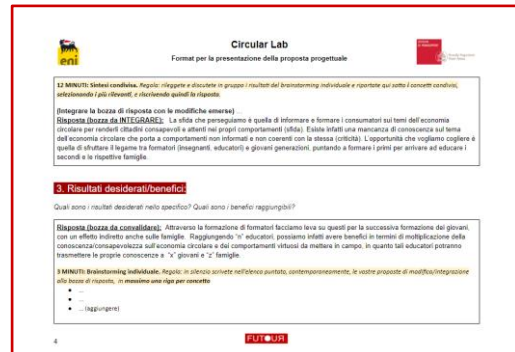 eni
Circular Lab
Format per la presentazione della proposta progettuale
12 MINUTI: Sintesi condivisa. Regola: rileggete e discutete in gruppo i risultati del brainstorming individuale e riportate qui sotto i concetti condivisi,
selezionando i più rilevanti, e riscrivendo quindi la risposta.
(Integrare la bozza di risposta con le modifiche emerse) ...
Risposta (bozza da INTEGRARE): La sfida che perseguiamo è quella di informare e formare i consumatori sui temi dell'economia
circolare per renderli cittadini consapevoli e attenti nei propri comportamenti (sfida). Esiste infatti una mancanza di conoscenza sul tema
dell'economia circolare che porta a comportamenti non informati e non coerenti con la stessa (criticità). L'opportunità che vogliamo cogliere è
quella di sfruttare il legame tra formatori (insegnanti, educatori) e giovani generazioni, puntando a formare i primi per arrivare ad educare i
secondi e le rispettive famiglie.
3. Risultati desiderati/benefici:
Quali sono i risultati desiderati nello specifico? Quali sono i benefici raggiungibili?
Risposta (bozza da convalidare): Attraverso la formazione di formatori facciamo leva su questi per la successiva formazione dei giovani,
con un effetto indiretto anche sulle famiglie. Raggiungendo "n" educatori, possiamo infatti avere benefici in termini di moltiplicazione della
conoscenza/consapevolezza sull'economia circolare e dei comportamenti virtuosi da mettere in campo, in quanto tali educatori potranno
trasmettere le proprie conoscenze a "x" giovani e "z" famiglie.
3 MINUTI: Brainstorming individuale. Regola: in silenzio scrivete nell'elenco puntato, contemporaneamente, le vostre proposte di modifica/integrazione
alla bozza di risposta, in massimo una riga per concetto
• ...
• ...
• ... (aggiungere)
4
FUTOUR